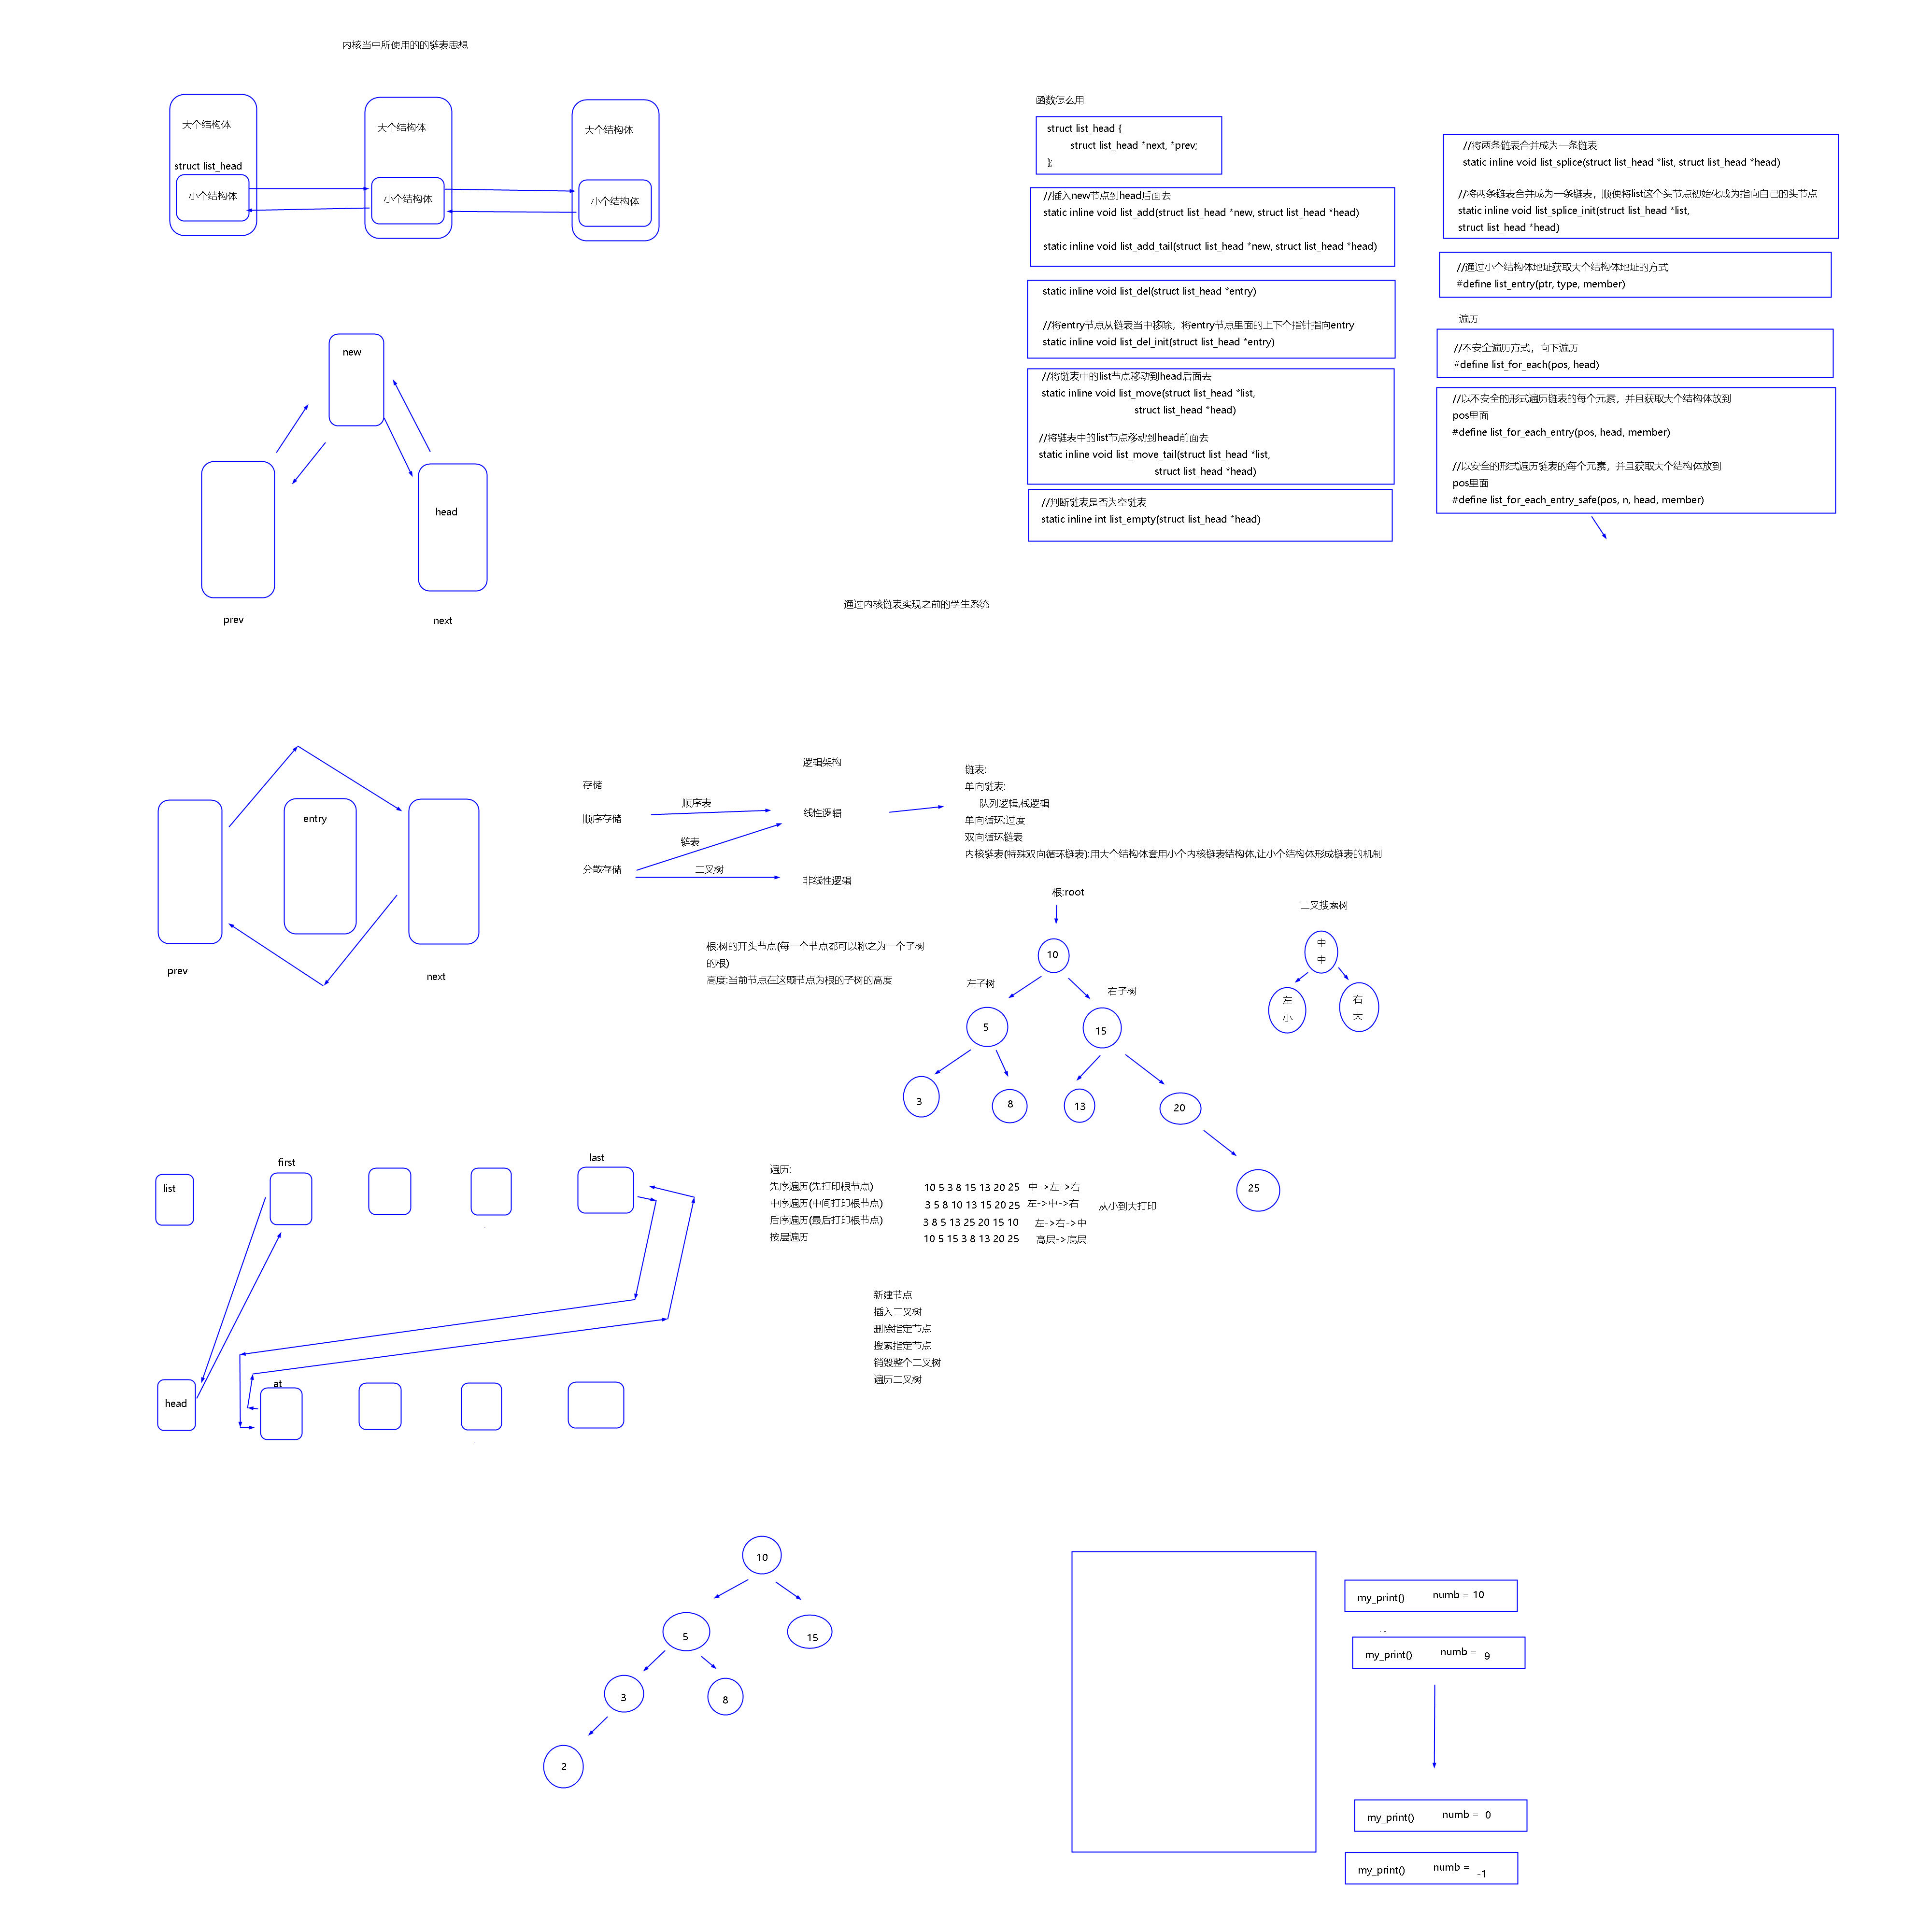 内核当中所使用的的链表思想
大个结构体
大个结构体
大个结构体
struct list_head
小个结构体
小个结构体
小个结构体
new
head
prev
next
函数怎么用
struct list_head {
struct list_head *next, *prev;
};
//插入new节点到head后面去
static inline void list_add(struct list_head *new, struct list_head *head)
static inline void list_add_tail(struct list_head *new, struct list_head *head)
static inline void list_del(struct list_head *entry)
//将entry节点从链表当中移除，将entry节点里面的上下个指针指向entry
static inline void list_del_init(struct list_head *entry)
//将链表中的list节点移动到head后面去
static inline void list_move(struct list_head *list,
struct list_head *head)
//将链表中的list节点移动到head前面去
static inline void list_move_tail(struct list_head *list,
struct list_head *head)
//判断链表是否为空链表
static inline int list_empty(struct list_head *head)
//将两条链表合并成为一条链表
static inline void list_splice(struct list_head *list, struct list_head *head)
//将两条链表合并成为一条链表，顺便将list这个头节点初始化成为指向自己的头节点
static inline void list_splice_init(struct list_head *list,
struct list_head *head)
//通过小个结构体地址获取大个结构体地址的方式
#define list_entry(ptr, type, member)
遍历
//不安全遍历方式，向下遍历
#define list_for_each(pos, head)
//以不安全的形式遍历链表的每个元素，并且获取大个结构体放到
pos里面
#define list_for_each_entry(pos, head, member)
//以安全的形式遍历链表的每个元素，并且获取大个结构体放到
pos里面
#define list_for_each_entry_safe(pos, n, head, member)
通过内核链表实现之前的学生系统
entry
prev
next
存储
逻辑架构
顺序存储
顺序表
线性逻辑
链表
分散存储
二叉树
非线性逻辑
链表:
单向链表:
队列逻辑,栈逻辑
单向循环:过度
双向循环链表
内核链表(特殊双向循环链表):用大个结构体套用小个内核链表结构体,让小个结构体形成链表的机制
根:树的开头节点(每一个节点都可以称之为一个子树
的根)
高度:当前节点在这颗节点为根的子树的高度
根:root
10
左子树
右子树
5
15
3
8
13
20
25
二叉搜素树
中
中
左
小
右
大
list
first
last
head
at
遍历:
先序遍历(先打印根节点) 10 5 3 8 15 13 20 25 中->左->右
中序遍历(中间打印根节点) 3 5 8 10 13 15 20 25 左->中->右 从小到大打印
后序遍历(最后打印根节点) 3 8 5 13 25 20 15 10 左->右->中
按层遍历 10 5 15 3 8 13 20 25 高层->底层
新建节点
插入二叉树
删除指定节点
搜素指定节点
销毁整个二叉树
遍历二叉树
10
5
15
3
8
2
my_print() numb = 10
my_print() numb = 9
my_print() numb = 0
my_print() numb = -1